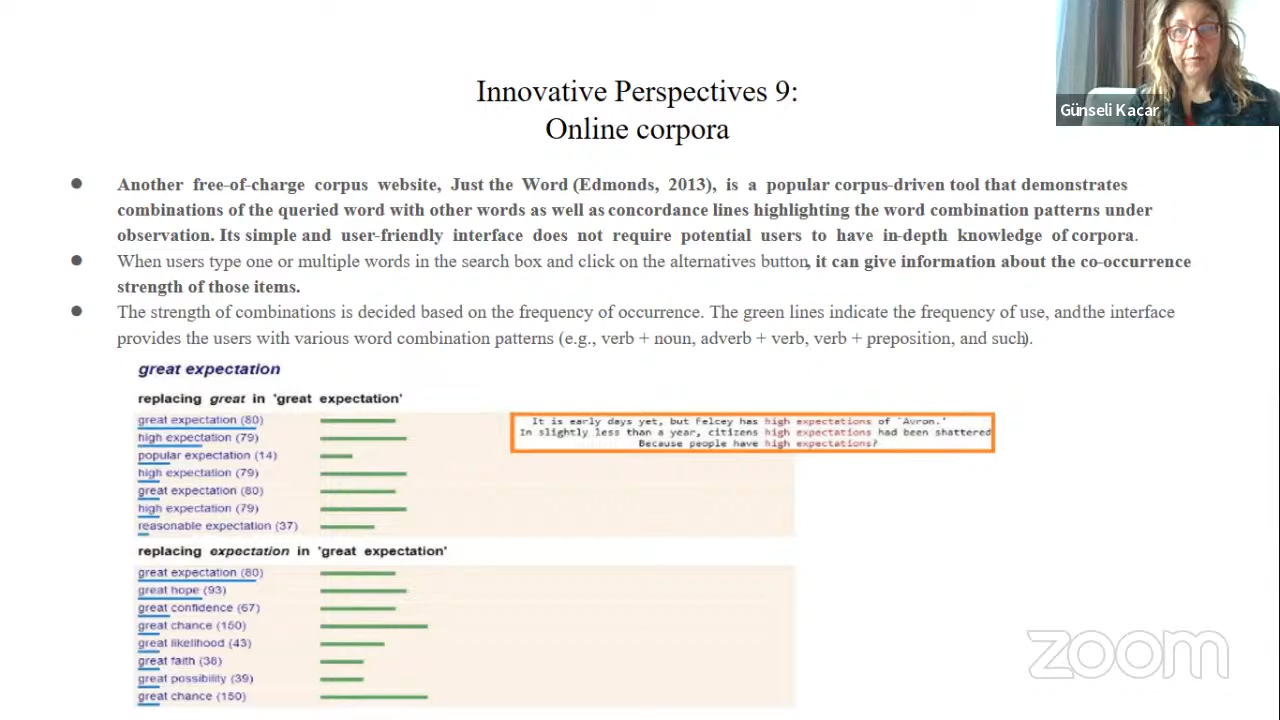 Günseli Kacar
Innovative Perspectives 9:
Online corpora
● Another free-of-charge corpus website, Just the Word (Edmonds, 2013), is a popular corpus-driven tool that demonstrates
combinations of the queried word with other words as well as concordance lines highlighting the word combination patterns under
observation. Its simple and user-friendly interface does not require potential users to have in-depth knowledge of corpora.
● When users type one or multiple words in the search box and click on the alternatives button, it can give information about the co-occurrence
strength of those items.
● The strength of combinations is decided based on the frequency of occurrence. The green lines indicate the frequency of use, andthe interface
provides the users with various word combination patterns (e.g., verb + noun, adverb + verb, verb + preposition, and such).
great expectation
replacing great in 'great expectation'
great expectation (80)
high expectation (79)
popular expectation (14)
high expectation (79)
great expectation (80)
high expectation (79)
reasonable expectation (37)
It is early days yet, but Felcey has high expectations of 'Avron.'
In slightly less than a year, citizens high expectations had been shattered
Because people have high expectations?
replacing expectation in 'great expectation'
great expectation (80)
great hope (93)
great confidence (67)
great chance (150)
great likelihood (43)
great faith (38)
great possibility (39)
great chance (150)
zoom